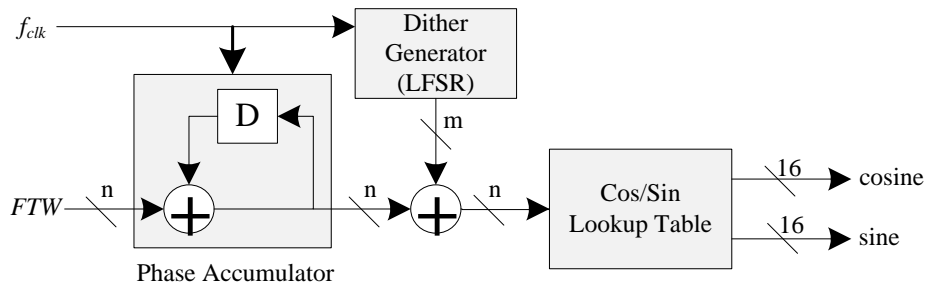 f_clk
Dither
Generator
(LFSR)
D
m
FTW
n
+
n
+
n
Cos/Sin
Lookup Table
16
cosine
16
sine
Phase Accumulator